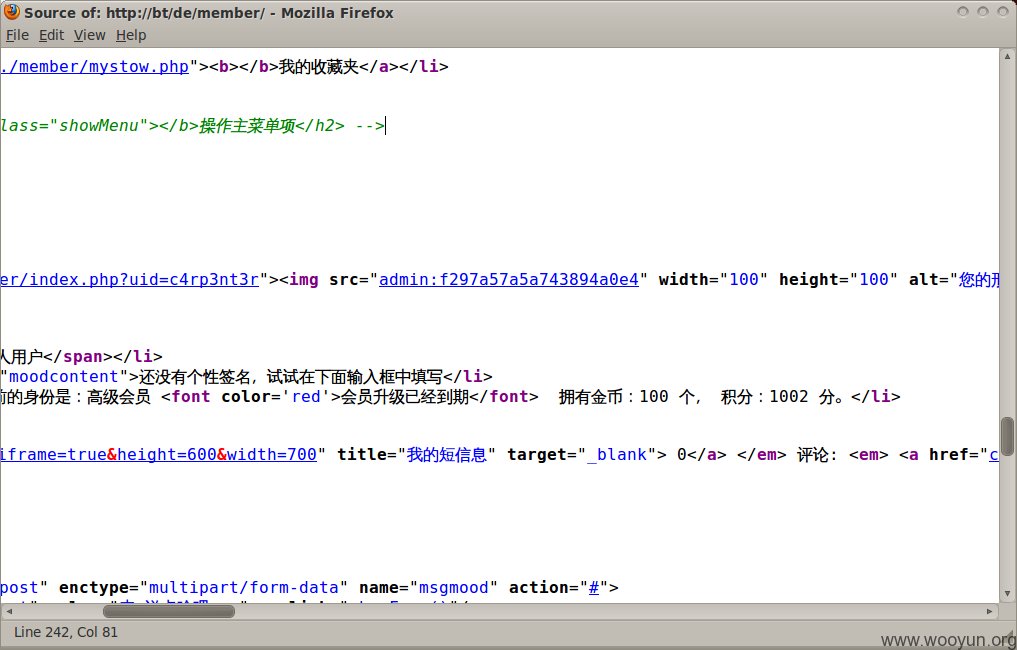 Source of: http://bt/de/member/ - Mozilla Firefox
File Edit View Help
./member/mystow.php"><b></b>我的收藏夹</a></li>
lass="showMenu"></b>操作主菜单项</h2> -->
er/index.php?uid=c4rp3nt3r"><img src="admin:f297a57a5a743894a0e4" width="100" height="100" alt="您的形
人用户</span></li>
"moodcontent">还没有个性签名，试试在下面输入框中填写</li>
前的身份是：高级会员 <font color='red'>会员升级已经到期</font> 拥有金币：100 个， 积分：1002 分。</li>
iframe=true&height=600&width=700" title="我的短信息" target="_blank"> 0</a> </em> 评论: <em> <a href="c
post" enctype="multipart/form-data" name="msgmood" action="#">
Line 242, Col 81
www.wooyun.org